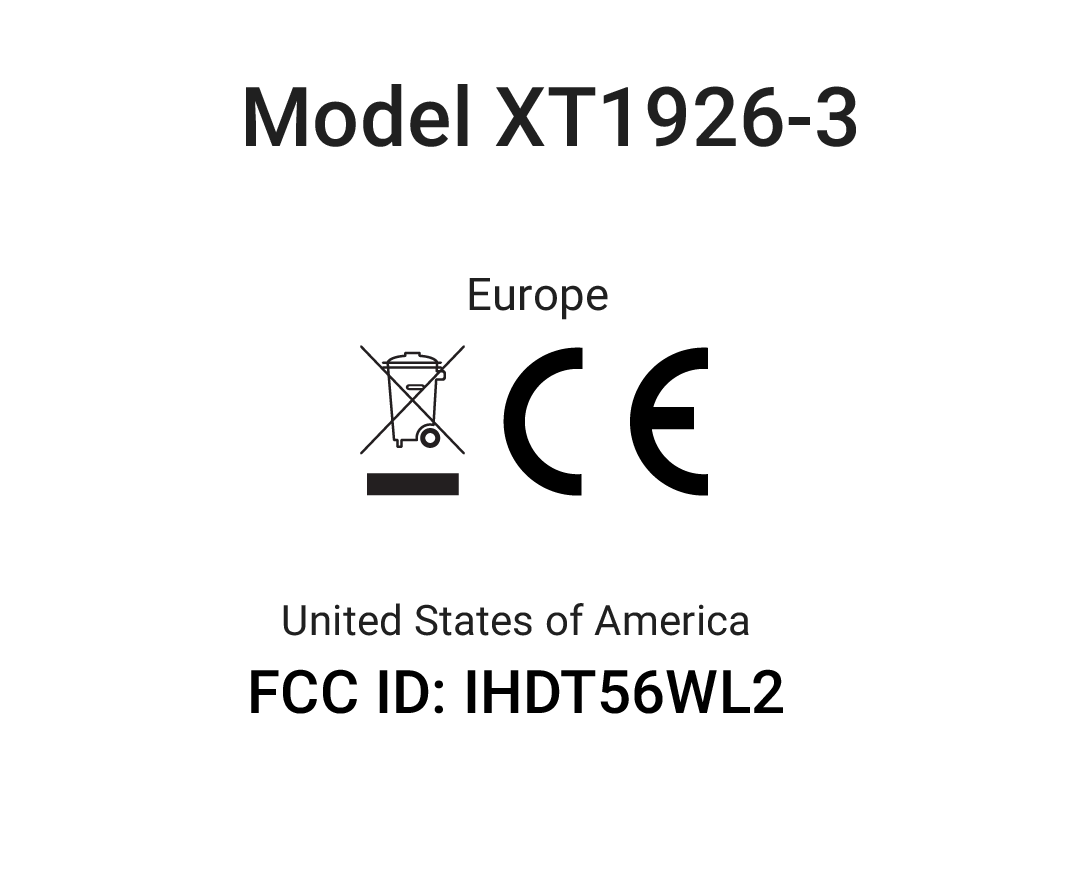 Model XT1926-3
Europe
CE
United States of America
FCC ID: IHDT56WL2